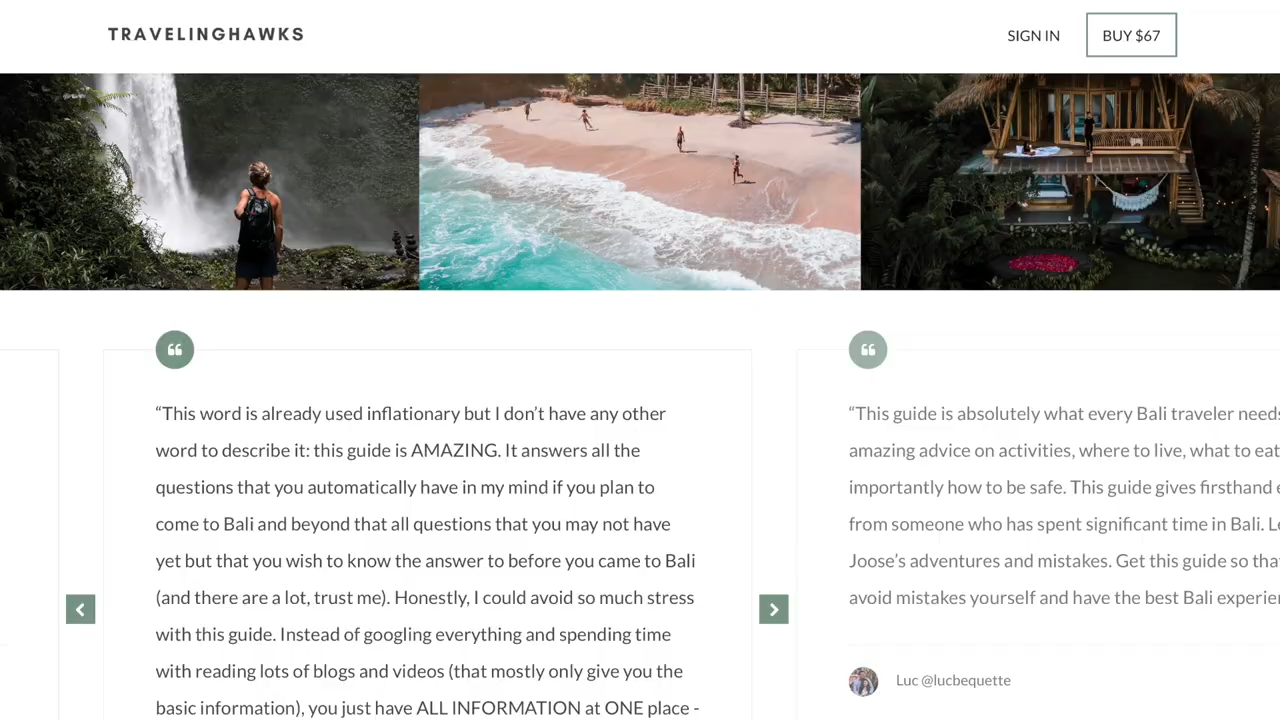 TRAVELINGHAWKS
SIGN IN
BUY $67
“This word is already used inflationary but I don’t have any other
word to describe it: this guide is AMAZING. It answers all the
questions that you automatically have in my mind if you plan to
come to Bali and beyond that all questions that you may not have
yet but that you wish to know the answer to before you came to Bali
(and there are a lot, trust me). Honestly, I could avoid so much stress
with this guide. Instead of googling everything and spending time
with reading lots of blogs and videos (that mostly only give you the
basic information), you just have ALL INFORMATION at ONE place -
“This guide is absolutely what every Bali traveler needs
amazing advice on activities, where to live, what to eat
importantly how to be safe. This guide gives firsthand
from someone who has spent significant time in Bali.
Joose’s adventures and mistakes. Get this guide so
avoid mistakes yourself and have the best Bali
Luc @lucbequette